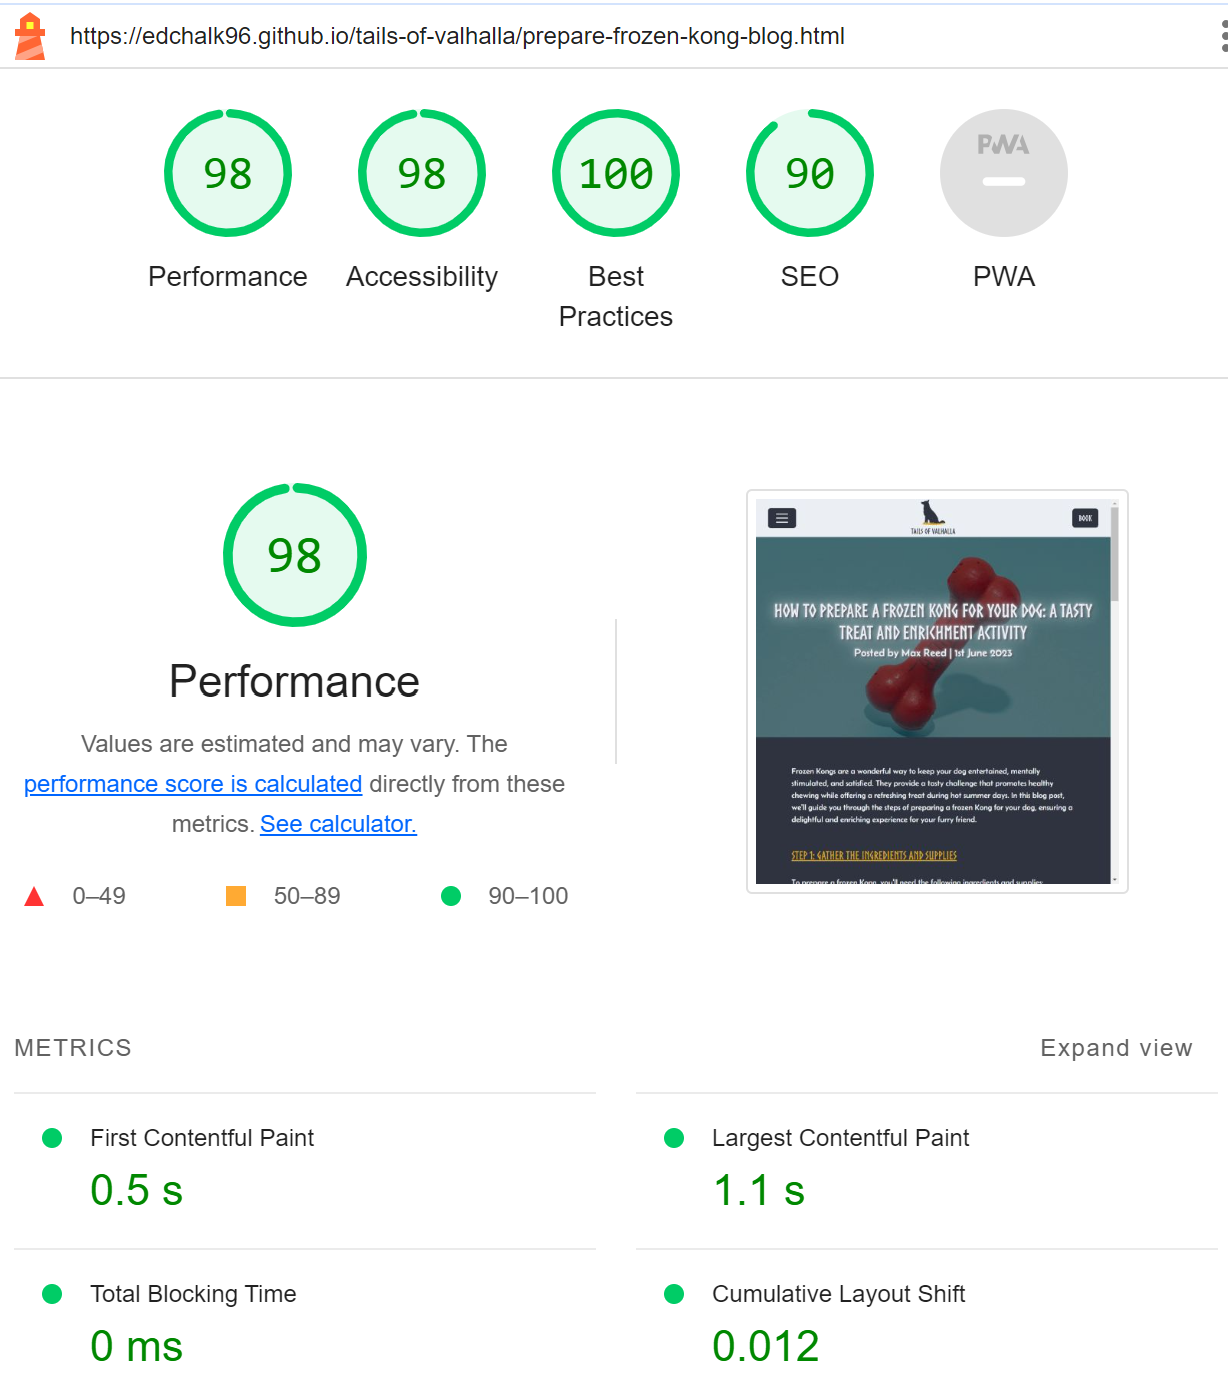 https://edchalk96.github.io/tails-of-valhalla/prepare-frozen-kong-blog.html
98
98
100
90
PWA
Performance
Accessibility
Best
Practices
SEO
PWA
98
Performance
Values are estimated and may vary. The
performance score is calculated directly from these
metrics. See calculator.
0–49
50–89
90–100
TAILS OF VALHALLA
BOOK
HOW TO PREPARE A FROZEN KONG FOR YOUR DOG: A TASTY
TREAT AND ENRICHMENT ACTIVITY
Posted by Max Reed | 1st June 2023
Frozen Kongs are a wonderful way to keep your dog entertained, mentally
stimulated, and satisfied. They provide a tasty challenge that promotes healthy
chewing while offering a refreshing treat during hot summer days. In this blog post,
we'll guide you through the steps of preparing a frozen Kong for your dog, ensuring a
delightful and enriching experience for your furry friend.
STEP 1: GATHER THE INGREDIENTS AND SUPPLIES
To prepare a frozen Kong, you'll need the following ingredients and supplies
METRICS
Expand view
First Contentful Paint
0.5 s
Largest Contentful Paint
1.1 s
Total Blocking Time
0 ms
Cumulative Layout Shift
0.012